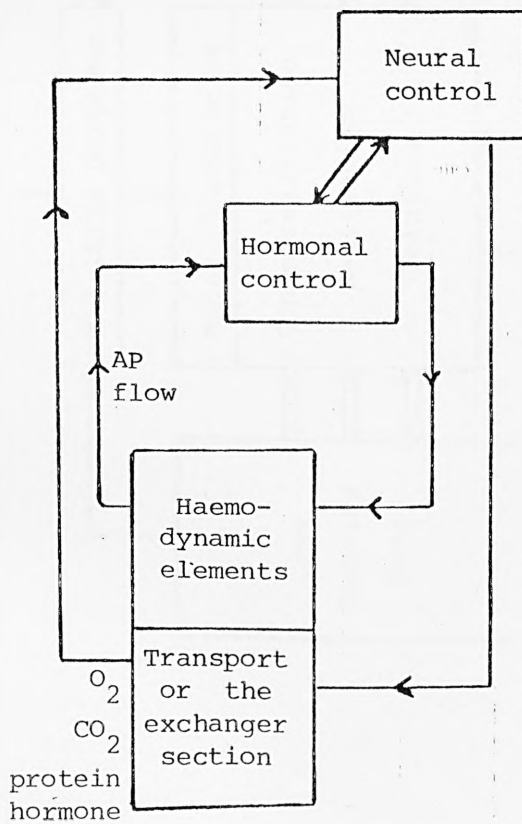 Neural
control
Hormonal
control
AP
flow
Haemo-
dynamic
elements
Transport
or the
exchanger
section
O2
CO2
protein
hormone